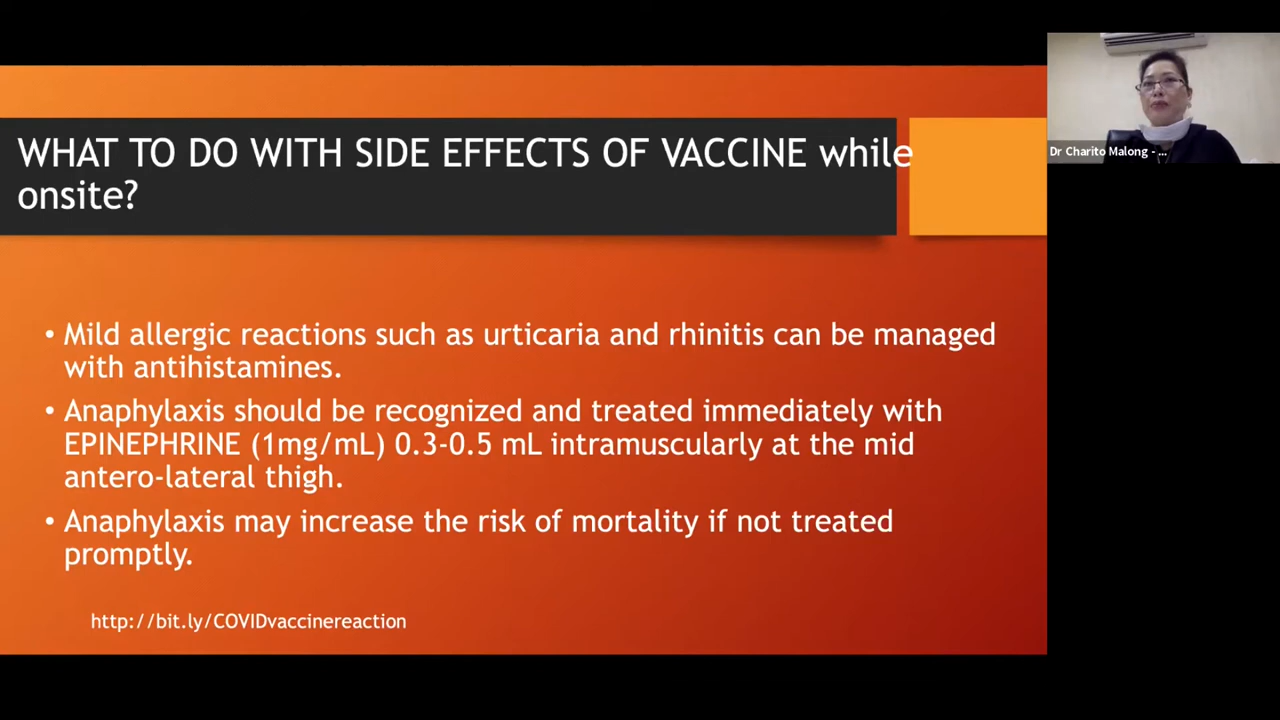 WHAT TO DO WITH SIDE EFFECTS OF VACCINE while
onsite?
Dr Charito Malong - ...
• Mild allergic reactions such as urticaria and rhinitis can be managed
with antihistamines.
• Anaphylaxis should be recognized and treated immediately with
EPINEPHRINE (1mg/mL) 0.3-0.5 mL intramuscularly at the mid
antero-lateral thigh.
• Anaphylaxis may increase the risk of mortality if not treated
promptly.
http://bit.ly/COVIDvaccinereaction